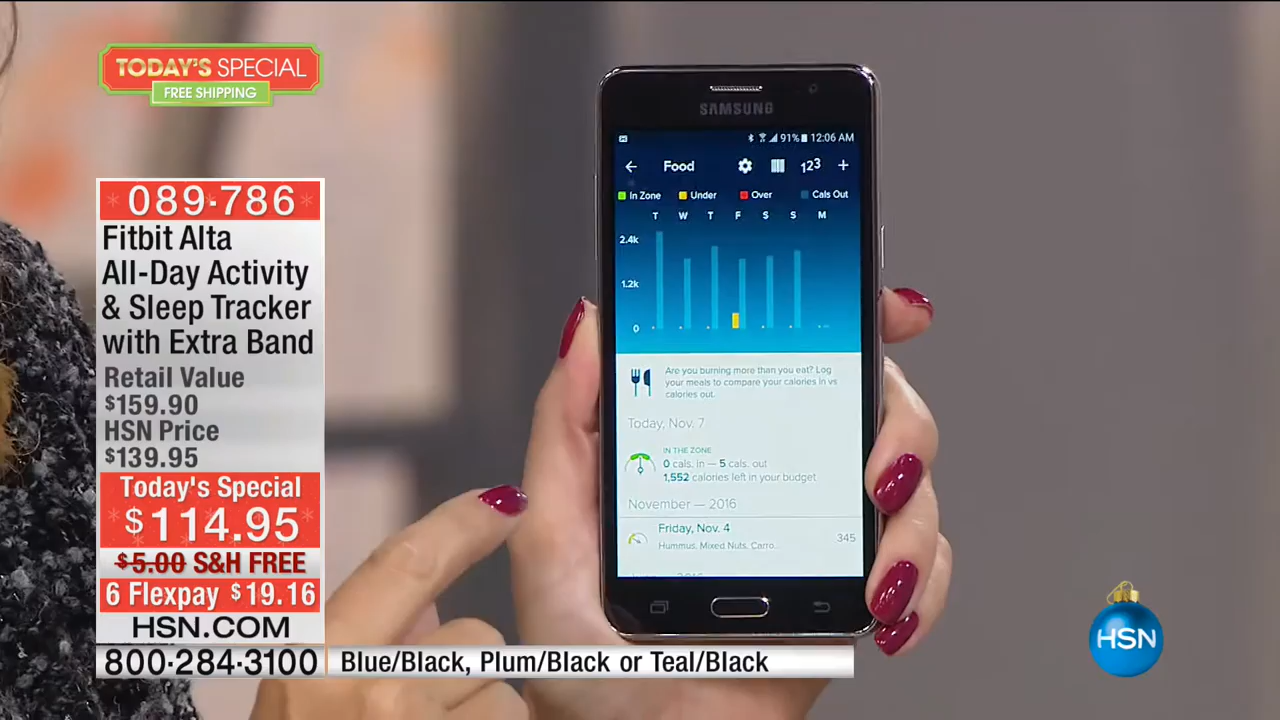 TODAY'S SPECIAL
FREE SHIPPING
089·786
Fitbit Alta
All-Day Activity
& Sleep Tracker
with Extra Band
Retail Value
$159.90
HSN Price
$139.95
Today's Special
$114.95
$5.00 S&H FREE
6 Flexpay $19.16
HSN.COM
800·284·3100
Blue/Black, Plum/Black or Teal/Black
SAMSUNG
91% 12:06 AM
Food
123 +
In Zone Under Over Cals Out
T W T F S S M
2.4k
1.2k
0
Are you burning more than you eat? Log
your meals to compare your calories in vs
calories out.
Today, Nov. 7
IN THE ZONE
0 cals. in — 5 cals. out
1,552 calories left in your budget
November — 2016
Friday, Nov. 4
345
Hummus, Mixed Nuts, Carro...
HSN